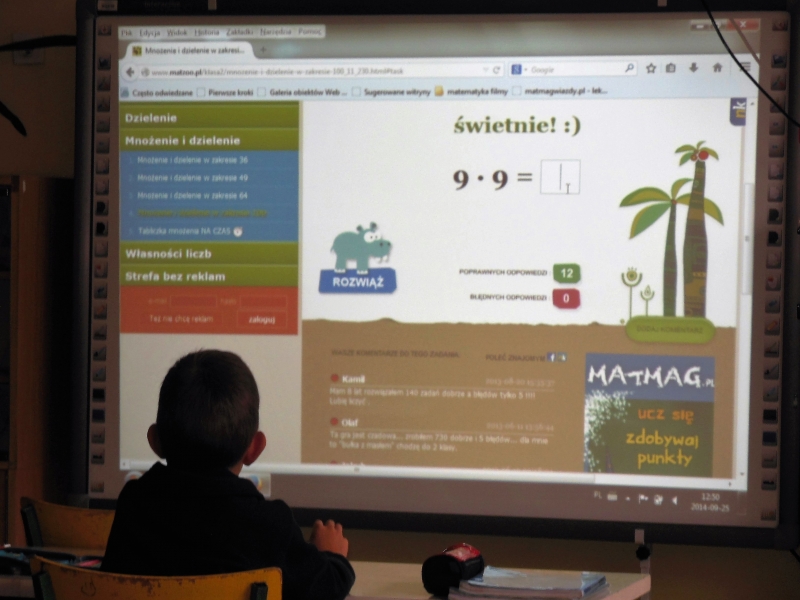 Plik Edycja Widok Historia Zakładki Narzędzia Pomoc
Mnożenie i dzielenie w zakresi...
www.matzoo.pl/klasa2/mnozenie-i-dzielenie-w-zakresie-100_11_230.html#task
Google
Często odwiedzane Pierwsze kroki Galeria obiektów Web ... Sugerowane witryny matematyka filmy matmagwiazdy.pl - lek...
nk
Dzielenie
Mnożenie i dzielenie
Mnożenie i dzielenie w zakresie 36
Mnożenie i dzielenie w zakresie 49
Mnożenie i dzielenie w zakresie 64
Mnożenie i dzielenie w zakresie 100
Tabliczka mnożenia NA CZAS
Własności liczb
Strefa bez reklam
e-mail hasło
Też nie chcę reklam zaloguj
świetnie! :)
9 · 9 =
ROZWIĄŻ
POPRAWNYCH ODPOWIEDZI 12
BŁĘDNYCH ODPOWIEDZI 0
DODAJ KOMENTARZ
WASZE KOMENTARZE DO TEGO ZADANIA: POLEĆ ZNAJOMYM
Kamil
Mam 8 lat rozwiązałem 140 zadań dobrze a błędów tylko 5 !!!!
Lubię liczyć .
Olaf
Ta gra jest czadowa... zrobiłem 730 dobrze i 5 błędów... dla mnie
to "bułka z masłem" chodzę do 2 klasy.
MATMAG.PL
ucz się
zdobywaj
punkty
PL
12:50
2014-09-25